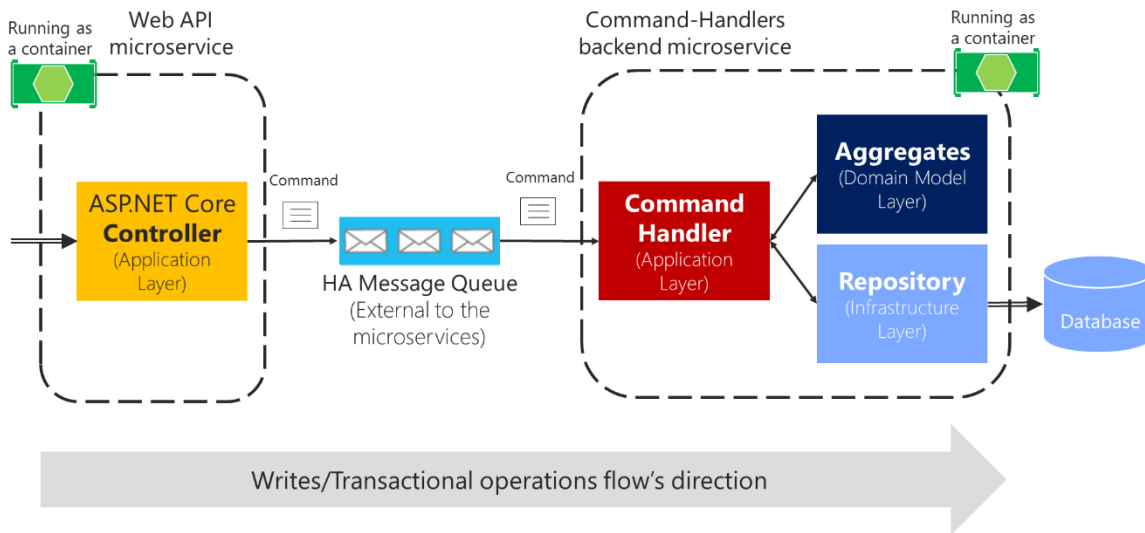 Running as
a container
Web API
microservice
Command-Handlers
backend microservice
Running as
a container
ASP.NET Core
Controller
(Application
Layer)
Command
HA Message Queue
(External to the
microservices)
Command
Command
Handler
(Application
Layer)
Aggregates
(Domain Model
Layer)
Repository
(Infrastructure
Layer)
Database
Writes/Transactional operations flow's direction